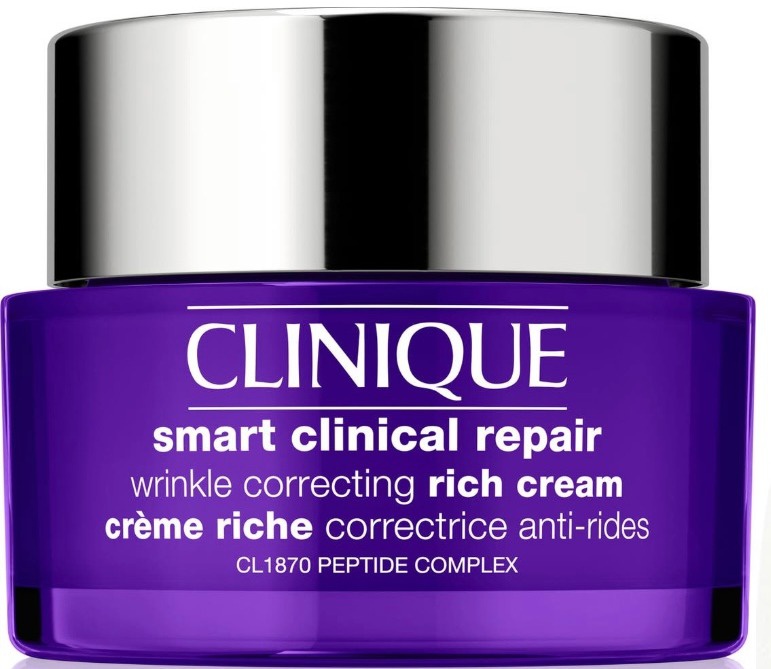 CLINIQUE
smart clinical repair
wrinkle correcting rich cream
crème riche correctrice anti-rides
CL1870 PEPTIDE COMPLEX